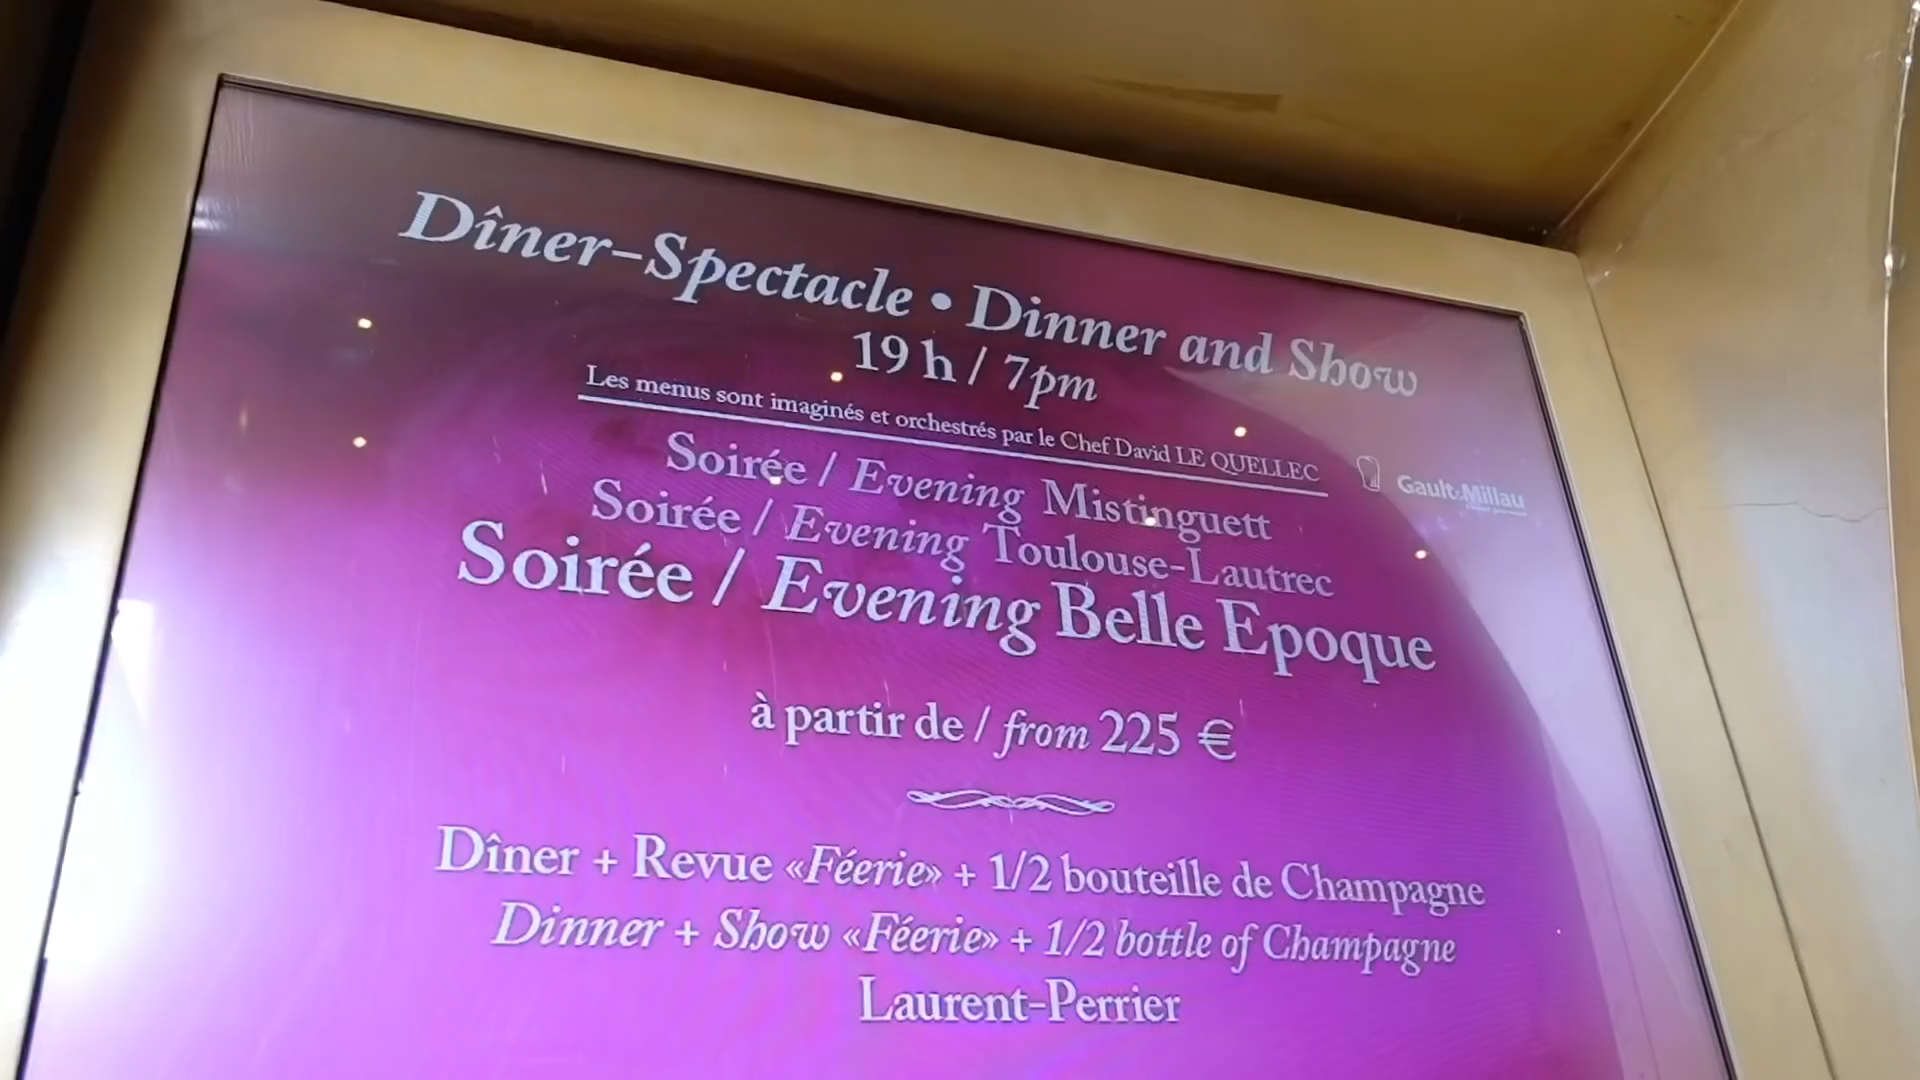 Dîner-Spectacle • Dinner and Show
19 h / 7pm
Les menus sont imaginés et orchestrés par le Chef David LE QUELLEC
Gault&Millau
Soirée / Evening Mistinguett
Soirée / Evening Toulouse-Lautrec
Soirée / Evening Belle Epoque
à partir de / from 225 €
Dîner + Revue «Féerie» + 1/2 bouteille de Champagne
Dinner + Show «Féerie» + 1/2 bottle of Champagne
Laurent-Perrier